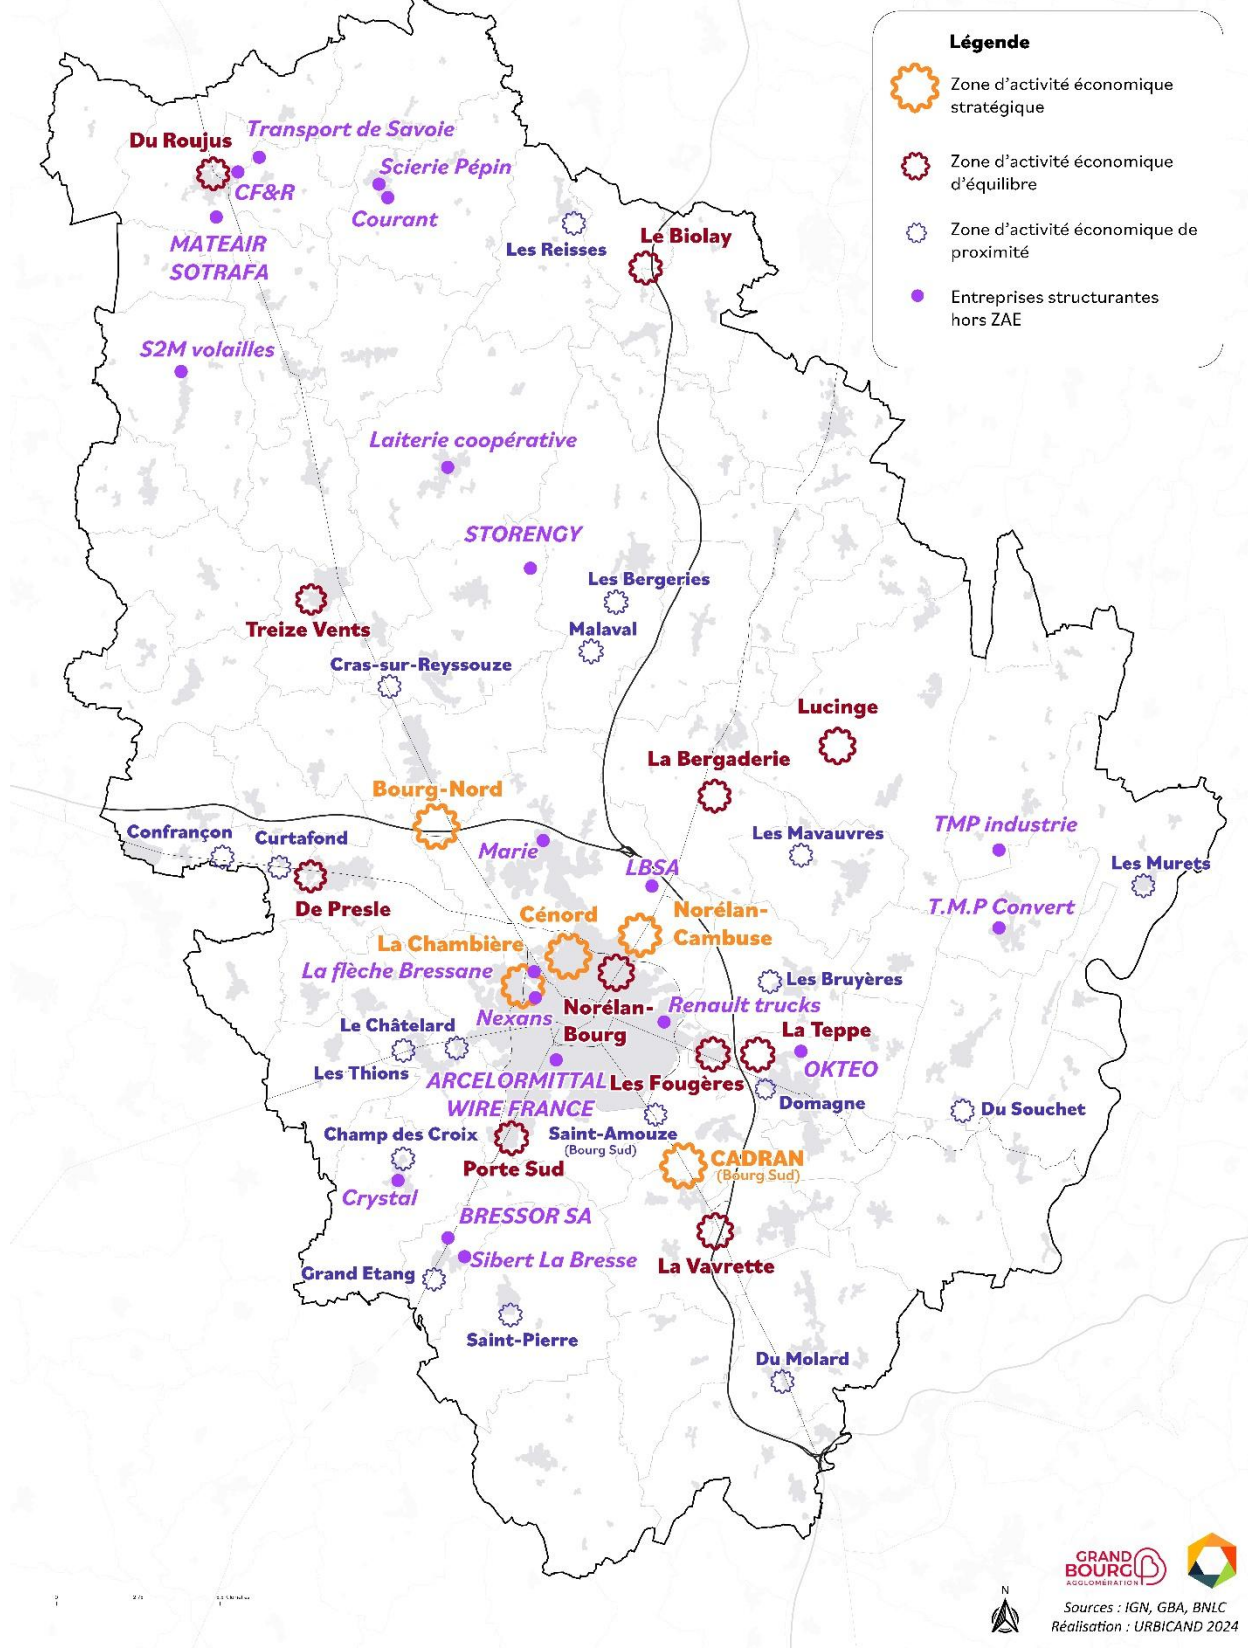 Légende
Zone d'activité économique
stratégique
Zone d'activité économique
d'équilibre
Zone d'activité économique de
proximité
Entreprises structurantes
hors ZAE
Transport de Savoie
Du Roujus
Scierie Pépin
CF&R
Courant
MATEAIR
SOTRAFA
Les Reisses
Le Biolay
S2M volailles
Laiterie coopérative
STORENGY
Les Bergeries
Treize Vents
Malaval
Cras-sur-Reyssouze
Lucinge
La Bergaderie
Bourg-Nord
Confrançon
Curtafond
Marie
Les Mavauvres
TMP industrie
LBSA
Les Murets
De Presle
Cénord
Norélan-
Cambuse
T.M.P Convert
La Chambière
La flèche Bressane
Les Bruyères
Nexans
Norélan-
Bourg
Renault trucks
Le Châtelard
La Teppe
Les Thions
OKTEO
ARCELORMITTAL
WIRE FRANCE
Les Fougères
Domagne
Du Souchet
Champ des Croix
Saint-Amouze
(Bourg Sud)
Porte Sud
CADRAN
(Bourg Sud)
Crystal
BRESSOR SA
Sibert La Bresse
Grand Etang
La Vavrette
Saint-Pierre
Du Molard
GRAND
BOURG
AGGLOMÉRATION
N
Sources : IGN, GBA, BNLC
Réalisation : URBICAND 2024